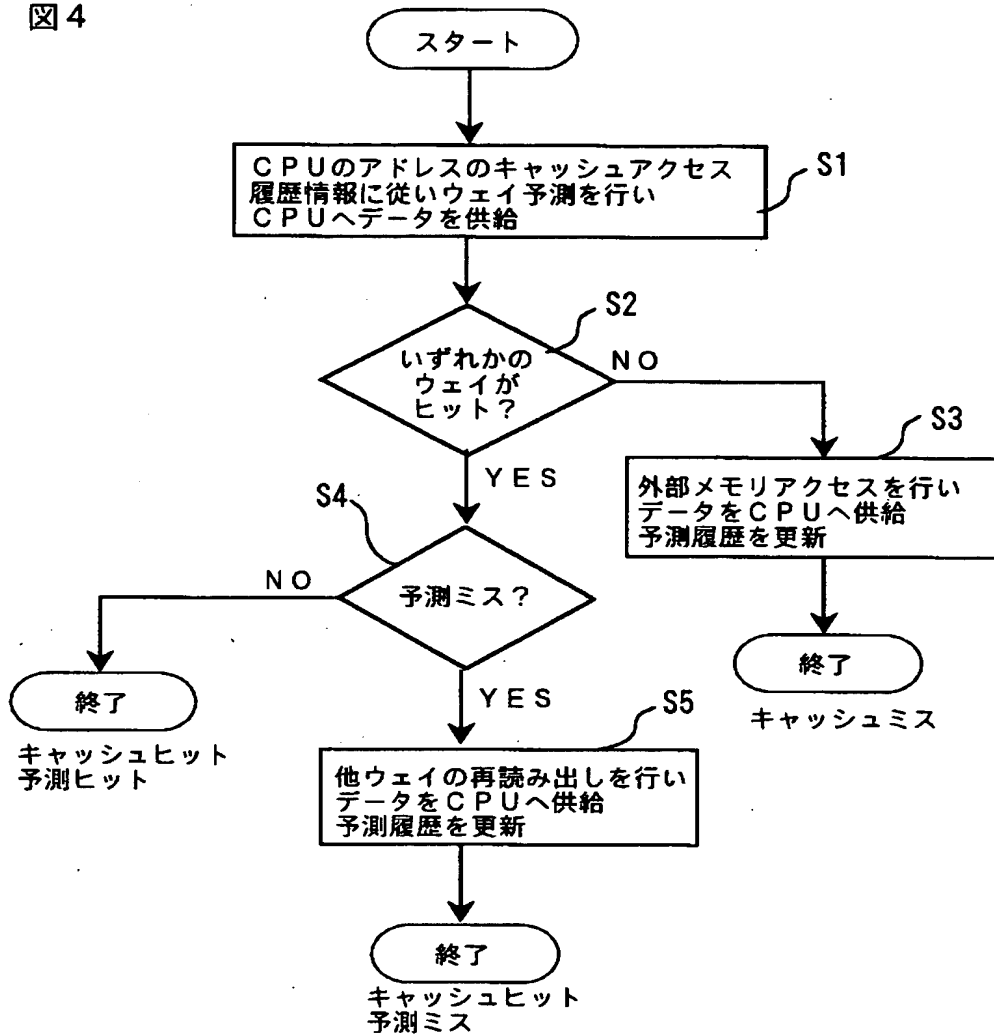 図4
スタート
CPUのアドレスのキャッシュアクセス
履歴情報に従いウェイ予測を行い
CPUへデータを供給
S1
S2
いずれかの
ウェイが
ヒット?
NO
YES
S3
外部メモリアクセスを行い
データをCPUへ供給
予測履歴を更新
終了
キャッシュミス
S4
予測ミス?
NO
YES
終了
キャッシュヒット
予測ヒット
S5
他ウェイの再読み出しを行い
データをCPUへ供給
予測履歴を更新
終了
キャッシュヒット
予測ミス